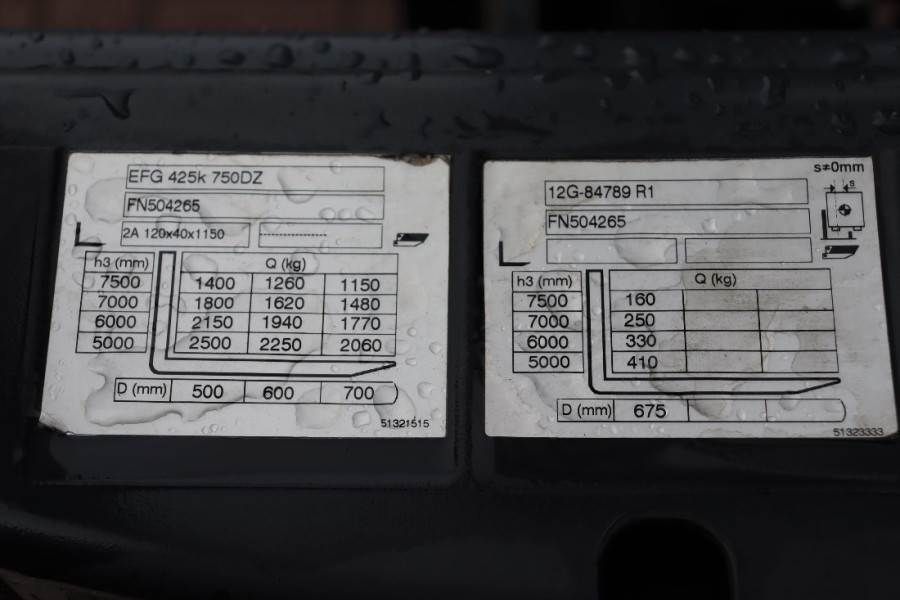 EFG 425k 750DZ
FN504265
2A 120x40x1150 --------------
h3 (mm) Q (kg)
7500 1400 1260 1150
7000 1800 1620 1480
6000 2150 1940 1770
5000 2500 2250 2060
D (mm) 500 600 700
51321515
s≠0mm
s
12G-84789 R1
FN504265
h3 (mm) Q (kg)
7500 160
7000 250
6000 330
5000 410
D (mm) 675
51323333